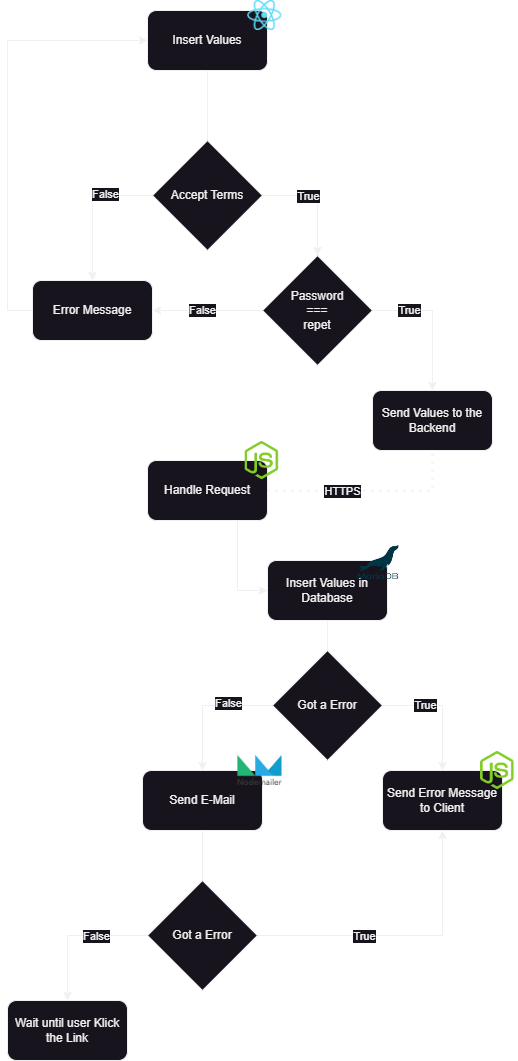 Insert Values
Accept Terms
False
True
Password
===
repet
Error Message
False
True
Send Values to the
Backend
JS
Handle Request
HTTPS
Insert Values in
Database
Got a Error
False
True
Nodemailer
JS
Send E-Mail
Send Error Message
to Client
Got a Error
False
True
Wait until user Klick
the Link